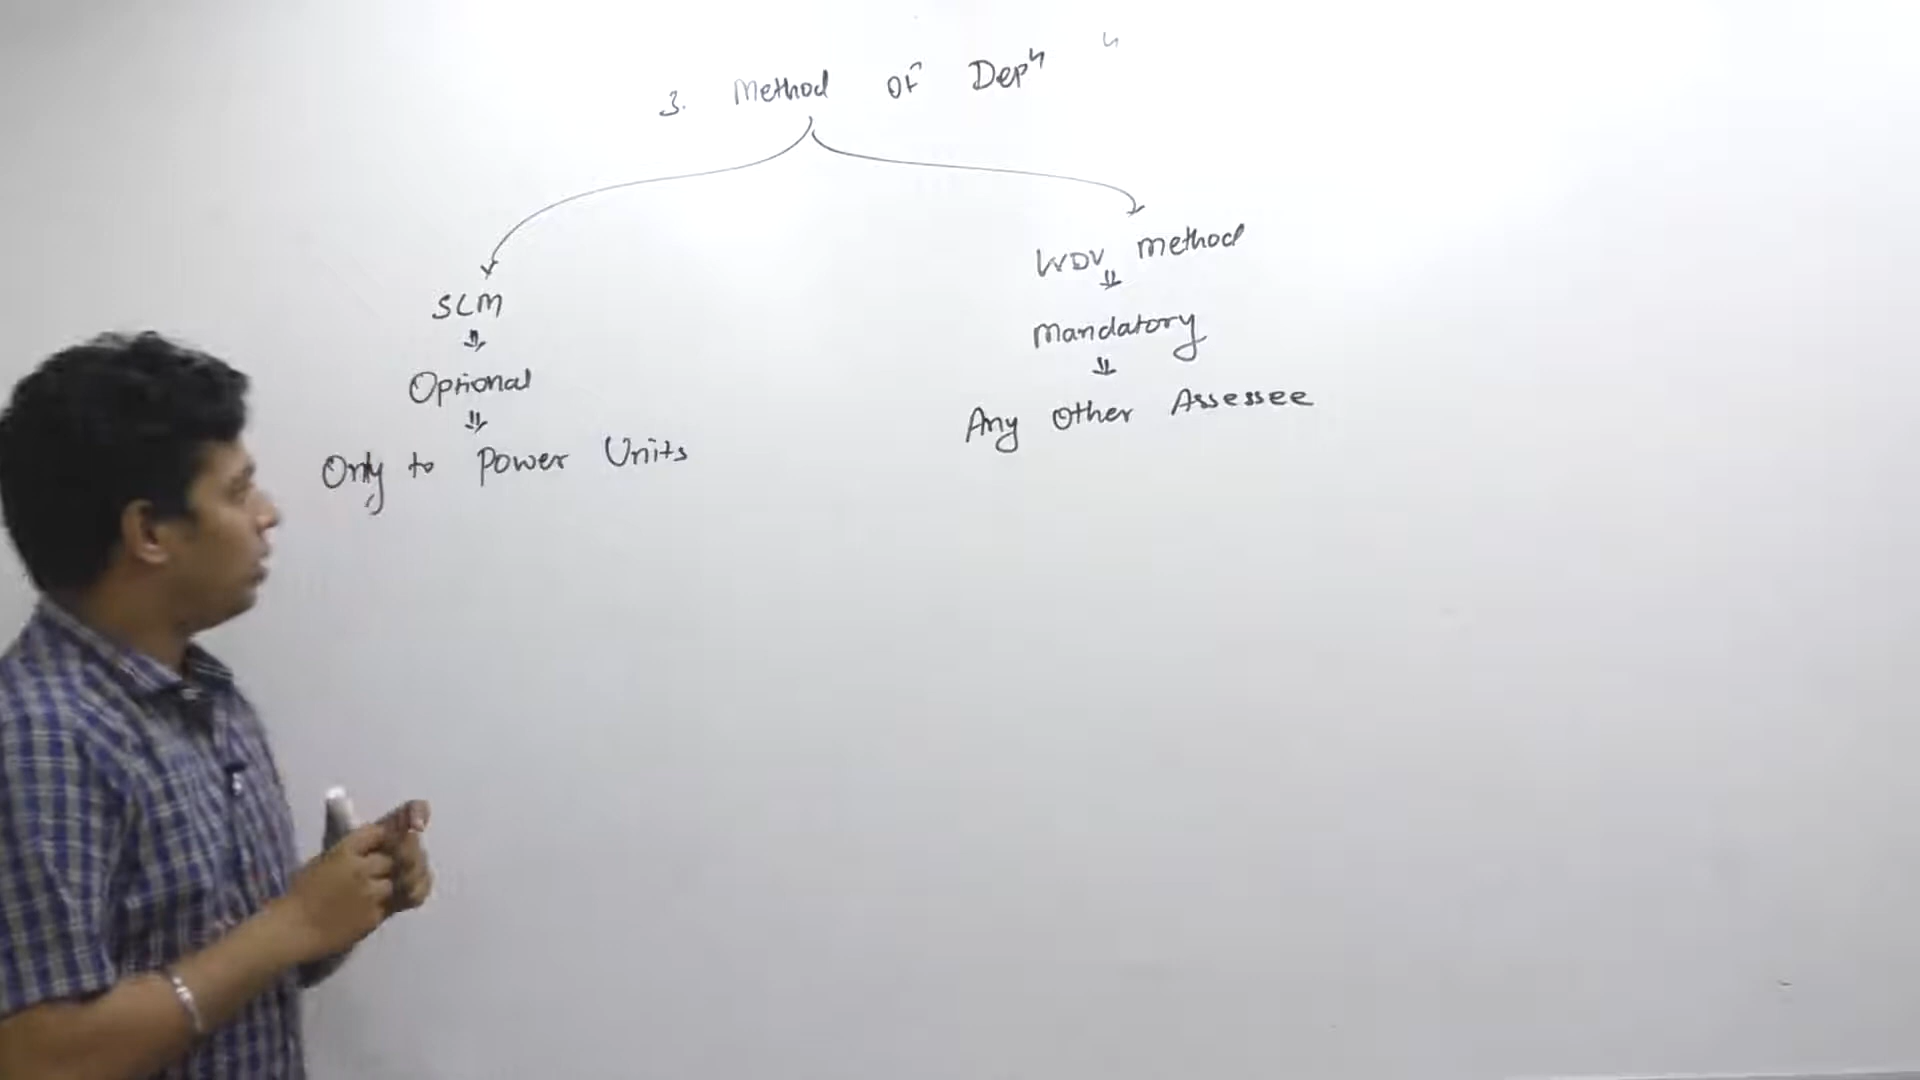 3. Method OF Depⁿ
SLM
⇓
Optional
⇓
Only to Power Units
WDV Method
⇓
Mandatory
⇓
Any Other Assessee